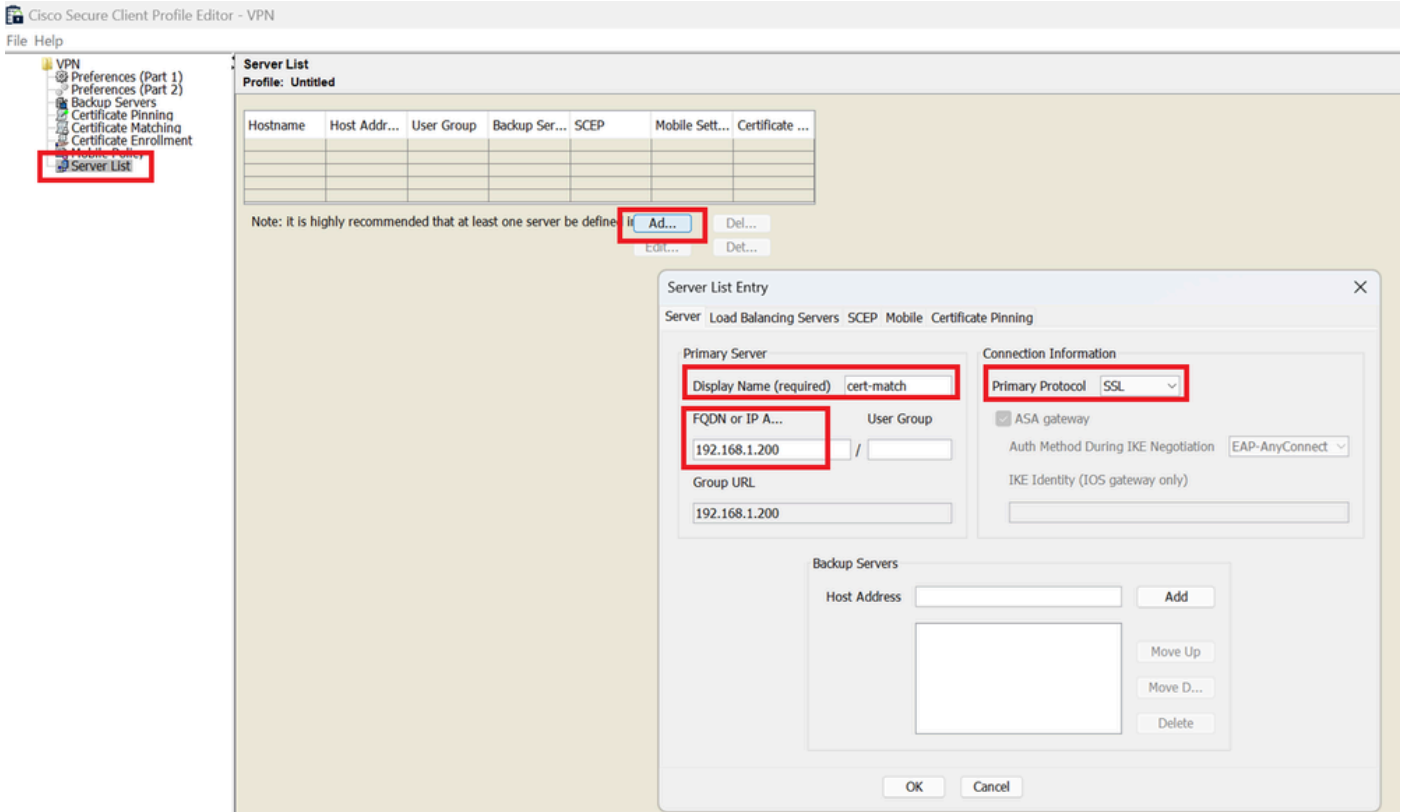 Cisco Secure Client Profile Editor - VPN
File Help
VPN
Preferences (Part 1)
Preferences (Part 2)
Backup Servers
Certificate Pinning
Certificate Matching
Certificate Enrollment
Mobile Policy
Server List
Server List
Profile: Untitled
Hostname Host Addr... User Group Backup Ser... SCEP Mobile Sett... Certificate ...
Note: it is highly recommended that at least one server be defined Ad... Del...
Edit... Det...
Server List Entry
Server Load Balancing Servers SCEP Mobile Certificate Pinning
Primary Server Connection Information
Display Name (required) cert-match Primary Protocol SSL
FQDN or IP A... User Group ASA gateway
192.168.1.200 / Auth Method During IKE Negotiation EAP-AnyConnect
Group URL IKE Identity (IOS gateway only)
192.168.1.200
Backup Servers
Host Address Add
Move Up
Move D...
Delete
OK Cancel